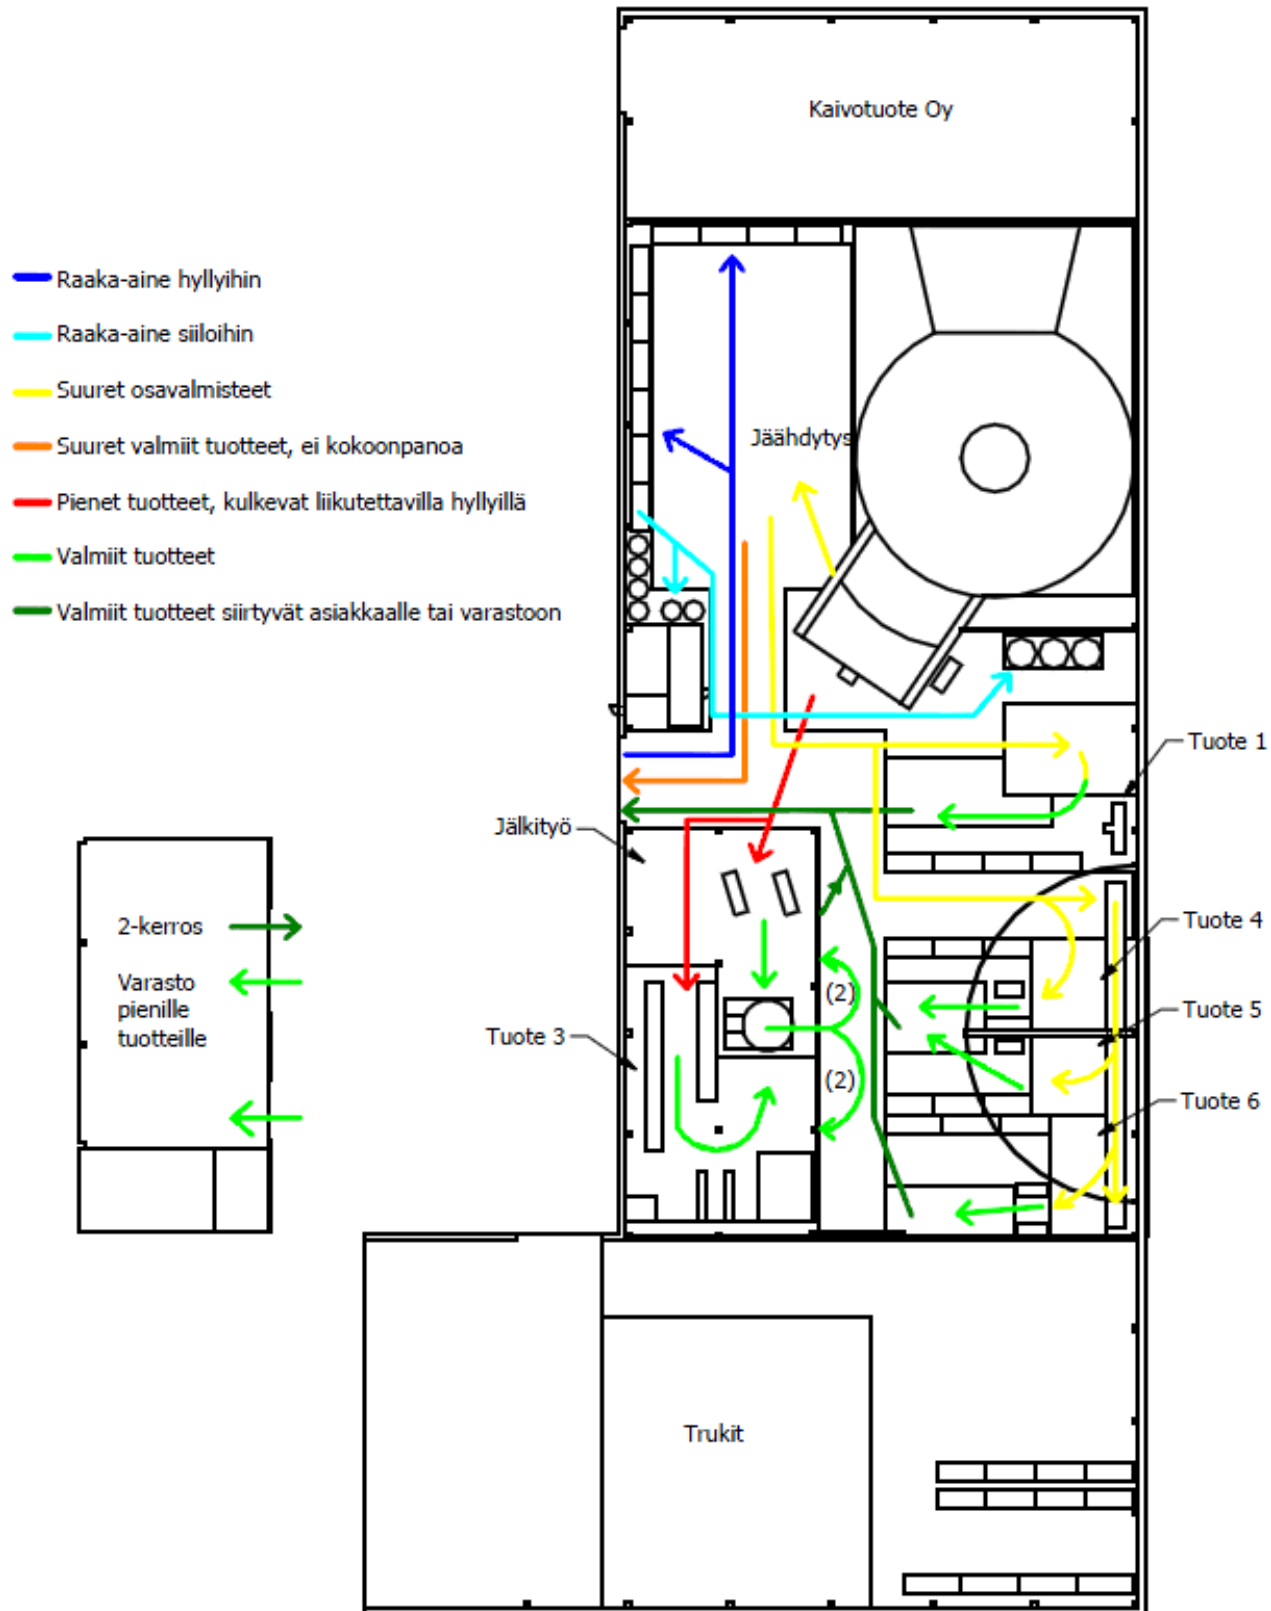 Kaivotuote Oy
Raaka-aine hyllyihin
Raaka-aine siiloihin
Suuret osavalmisteet
Suuret valmiit tuotteet, ei kokoonpanoa
Pienet tuotteet, kulkevat liikutettavilla hyllyillä
Valmiit tuotteet
Valmiit tuotteet siirtyvät asiakkaalle tai varastoon
Jäähdytys
Tuote 1
Jälkityö
2-kerros
Varasto
pienille
tuotteille
Tuote 4
(2)
Tuote 5
Tuote 3
(2)
Tuote 6
Trukit